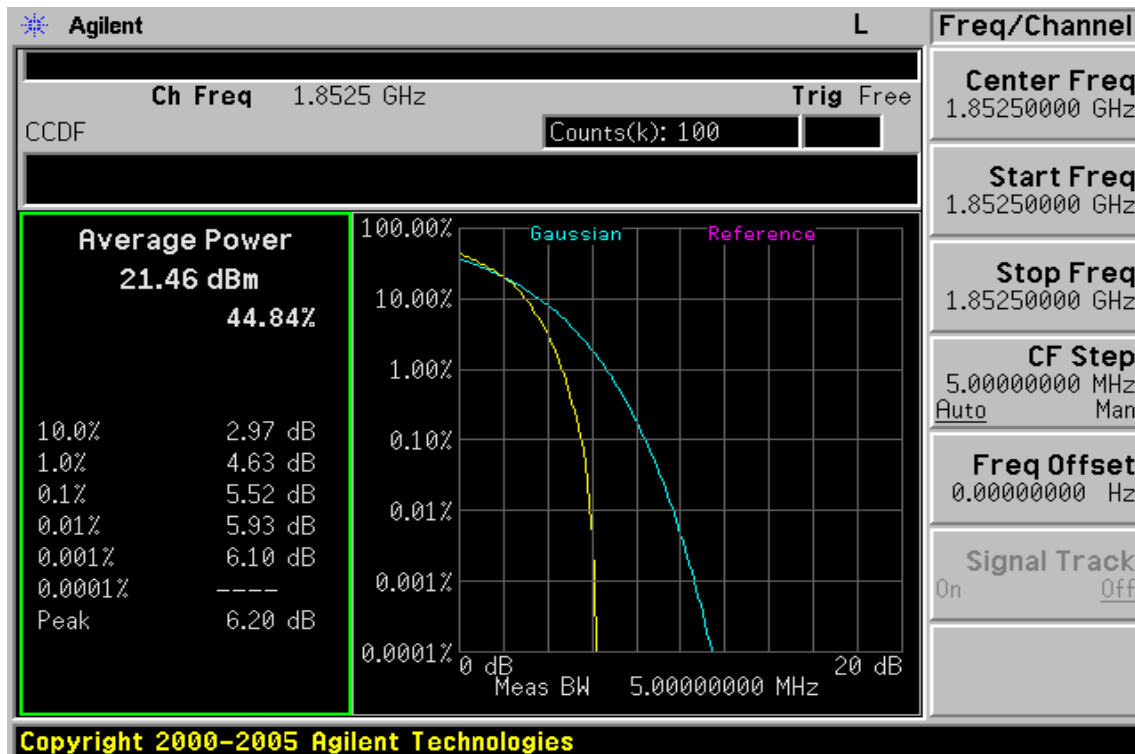 Agilent L Freq/Channel
Ch Freq 1.8525 GHz Trig Free
CCDF Counts(k): 100
Center Freq
1.85250000 GHz
Start Freq
1.85250000 GHz
Stop Freq
1.85250000 GHz
CF Step
5.00000000 MHz
Auto Man
Freq Offset
0.00000000 Hz
Signal Track
On Off
Average Power
21.46 dBm
44.84%
10.0% 2.97 dB
1.0% 4.63 dB
0.1% 5.52 dB
0.01% 5.93 dB
0.001% 6.10 dB
0.0001% ----
Peak 6.20 dB
Gaussian Reference
100.00%
10.00%
1.00%
0.10%
0.01%
0.001%
0.0001%
0 dB 20 dB
Meas BW 5.00000000 MHz
Copyright 2000-2005 Agilent Technologies